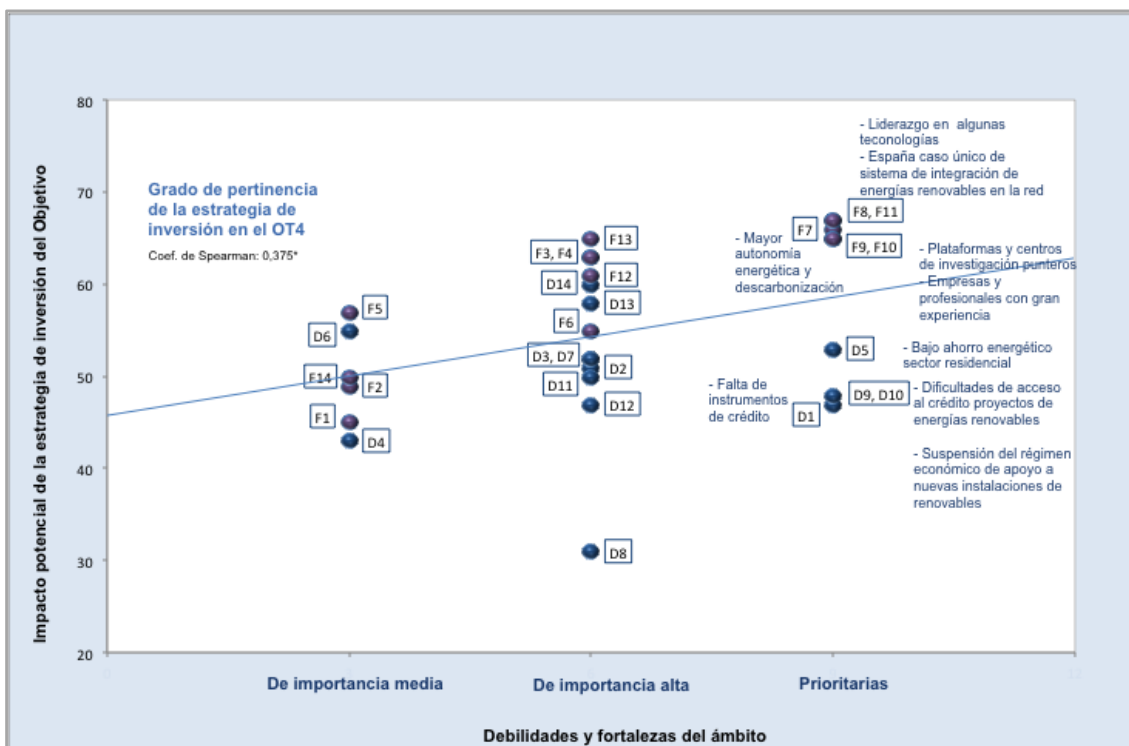 Impacto potencial de la estrategia de inversión del Objetivo
80
70
60
50
40
30
20
Grado de pertinencia
de la estrategia de
inversión en el OT4
Coef. de Spearman: 0,375*
F5
D6
F14
F2
F1
D4
F13
F3, F4
F12
D14
D13
F6
D3, D7
D2
D11
D12
D8
- Liderazgo en algunas
teconologías
- España caso único de
sistema de integración de
energías renovables en la red
F8, F11
F7
F9, F10
- Mayor
autonomía
energética y
descarbonización
- Plataformas y centros
de investigación punteros
- Empresas y
profesionales con gran
experiencia
D5
- Bajo ahorro energético
sector residencial
D9, D10
D1
- Falta de
instrumentos
de crédito
- Dificultades de acceso
al crédito proyectos de
energías renovables
- Suspensión del régimen
económico de apoyo a
nuevas instalaciones de
renovables
De importancia media
De importancia alta
Prioritarias
Debilidades y fortalezas del ámbito